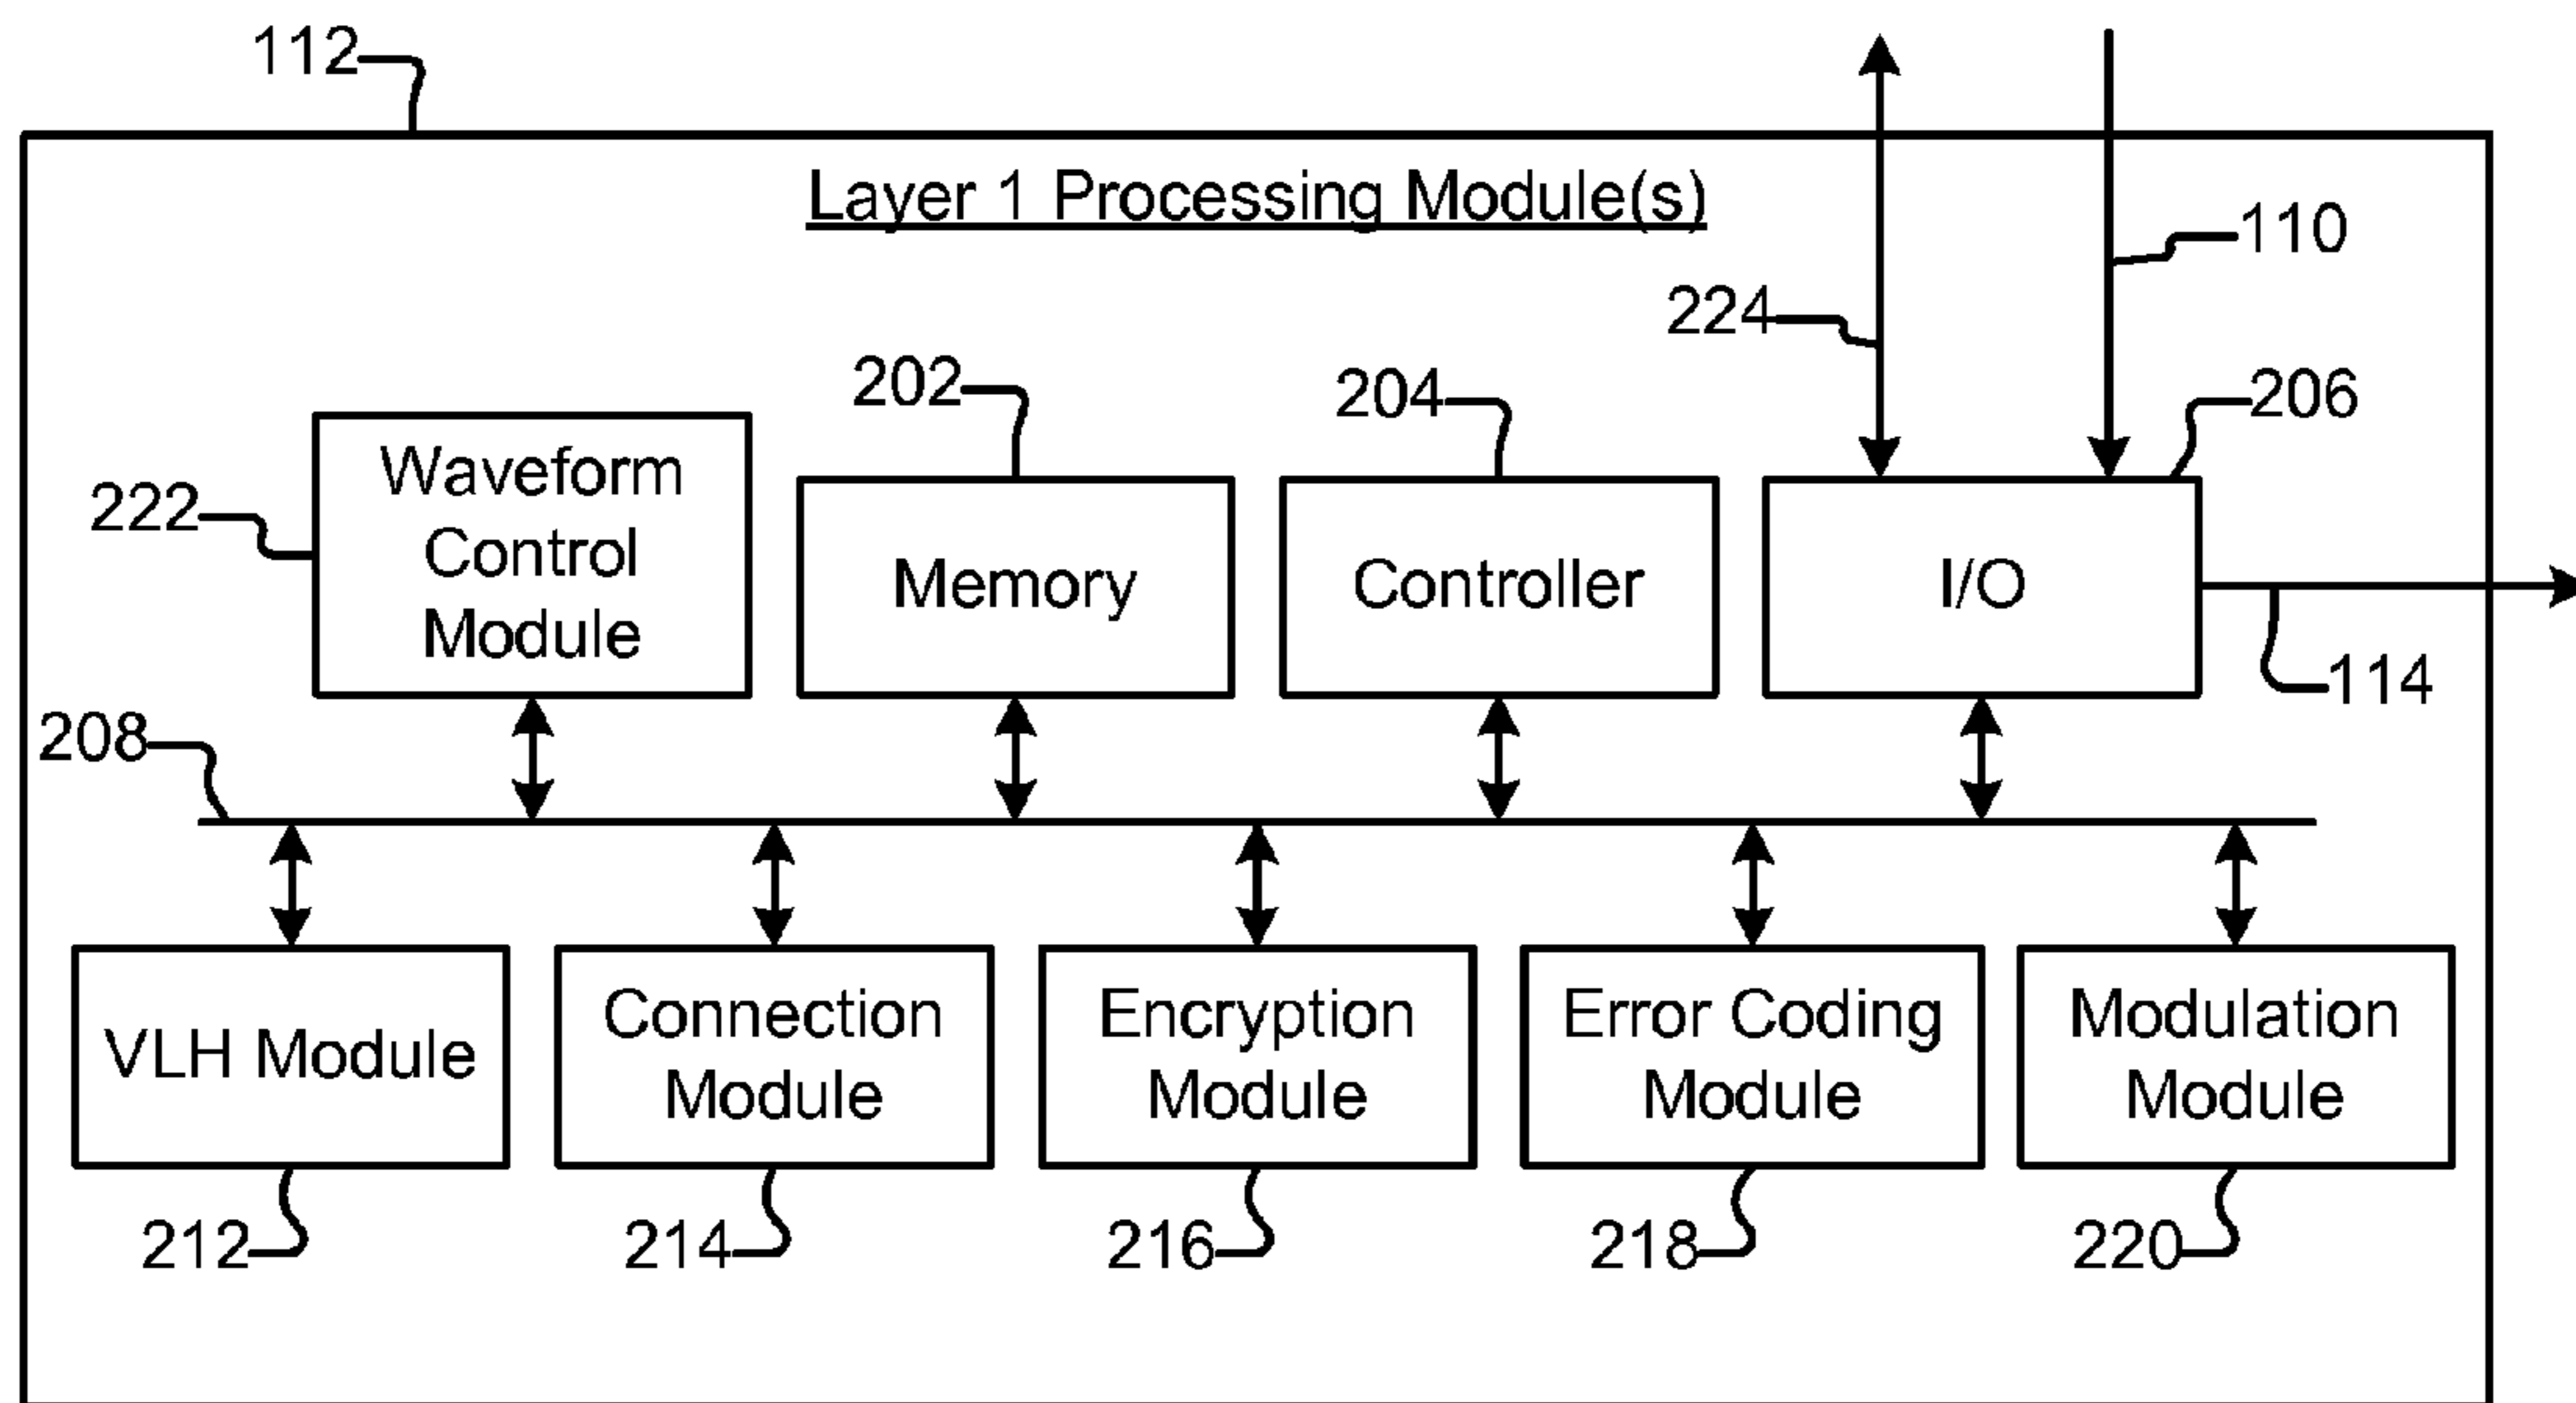 112
Layer 1 Processing Module(s)
110
224
202
204
206
222
Waveform
Control
Module
Memory
Controller
I/O
114
208
VLH Module
Connection
Module
Encryption
Module
Error Coding
Module
Modulation
Module
212
214
216
218
220